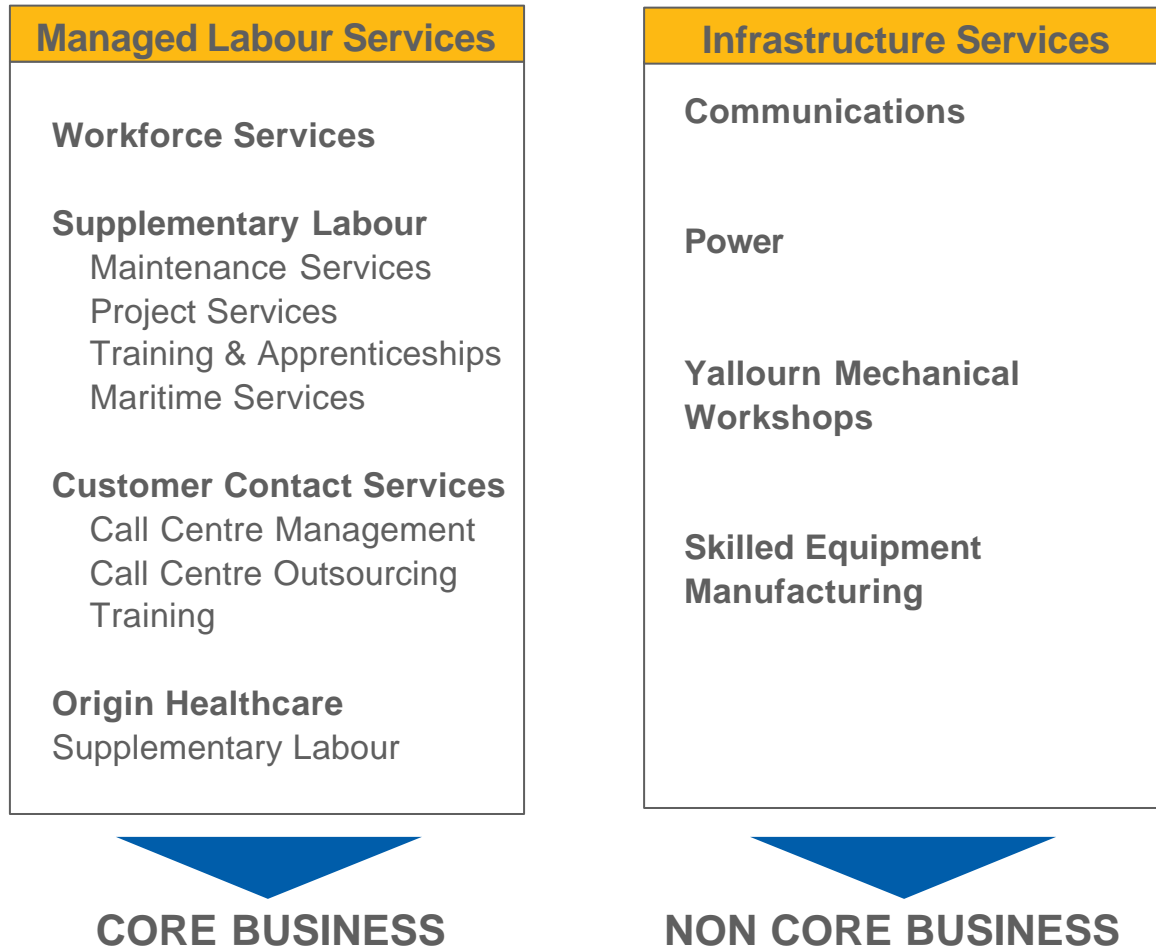 Managed Labour Services
Workforce Services
Supplementary Labour
Maintenance Services
Project Services
Training & Apprenticeships
Maritime Services
Customer Contact Services
Call Centre Management
Call Centre Outsourcing
Training
Origin Healthcare
Supplementary Labour
CORE BUSINESS
Infrastructure Services
Communications
Power
Yallourn Mechanical
Workshops
Skilled Equipment
Manufacturing
NON CORE BUSINESS